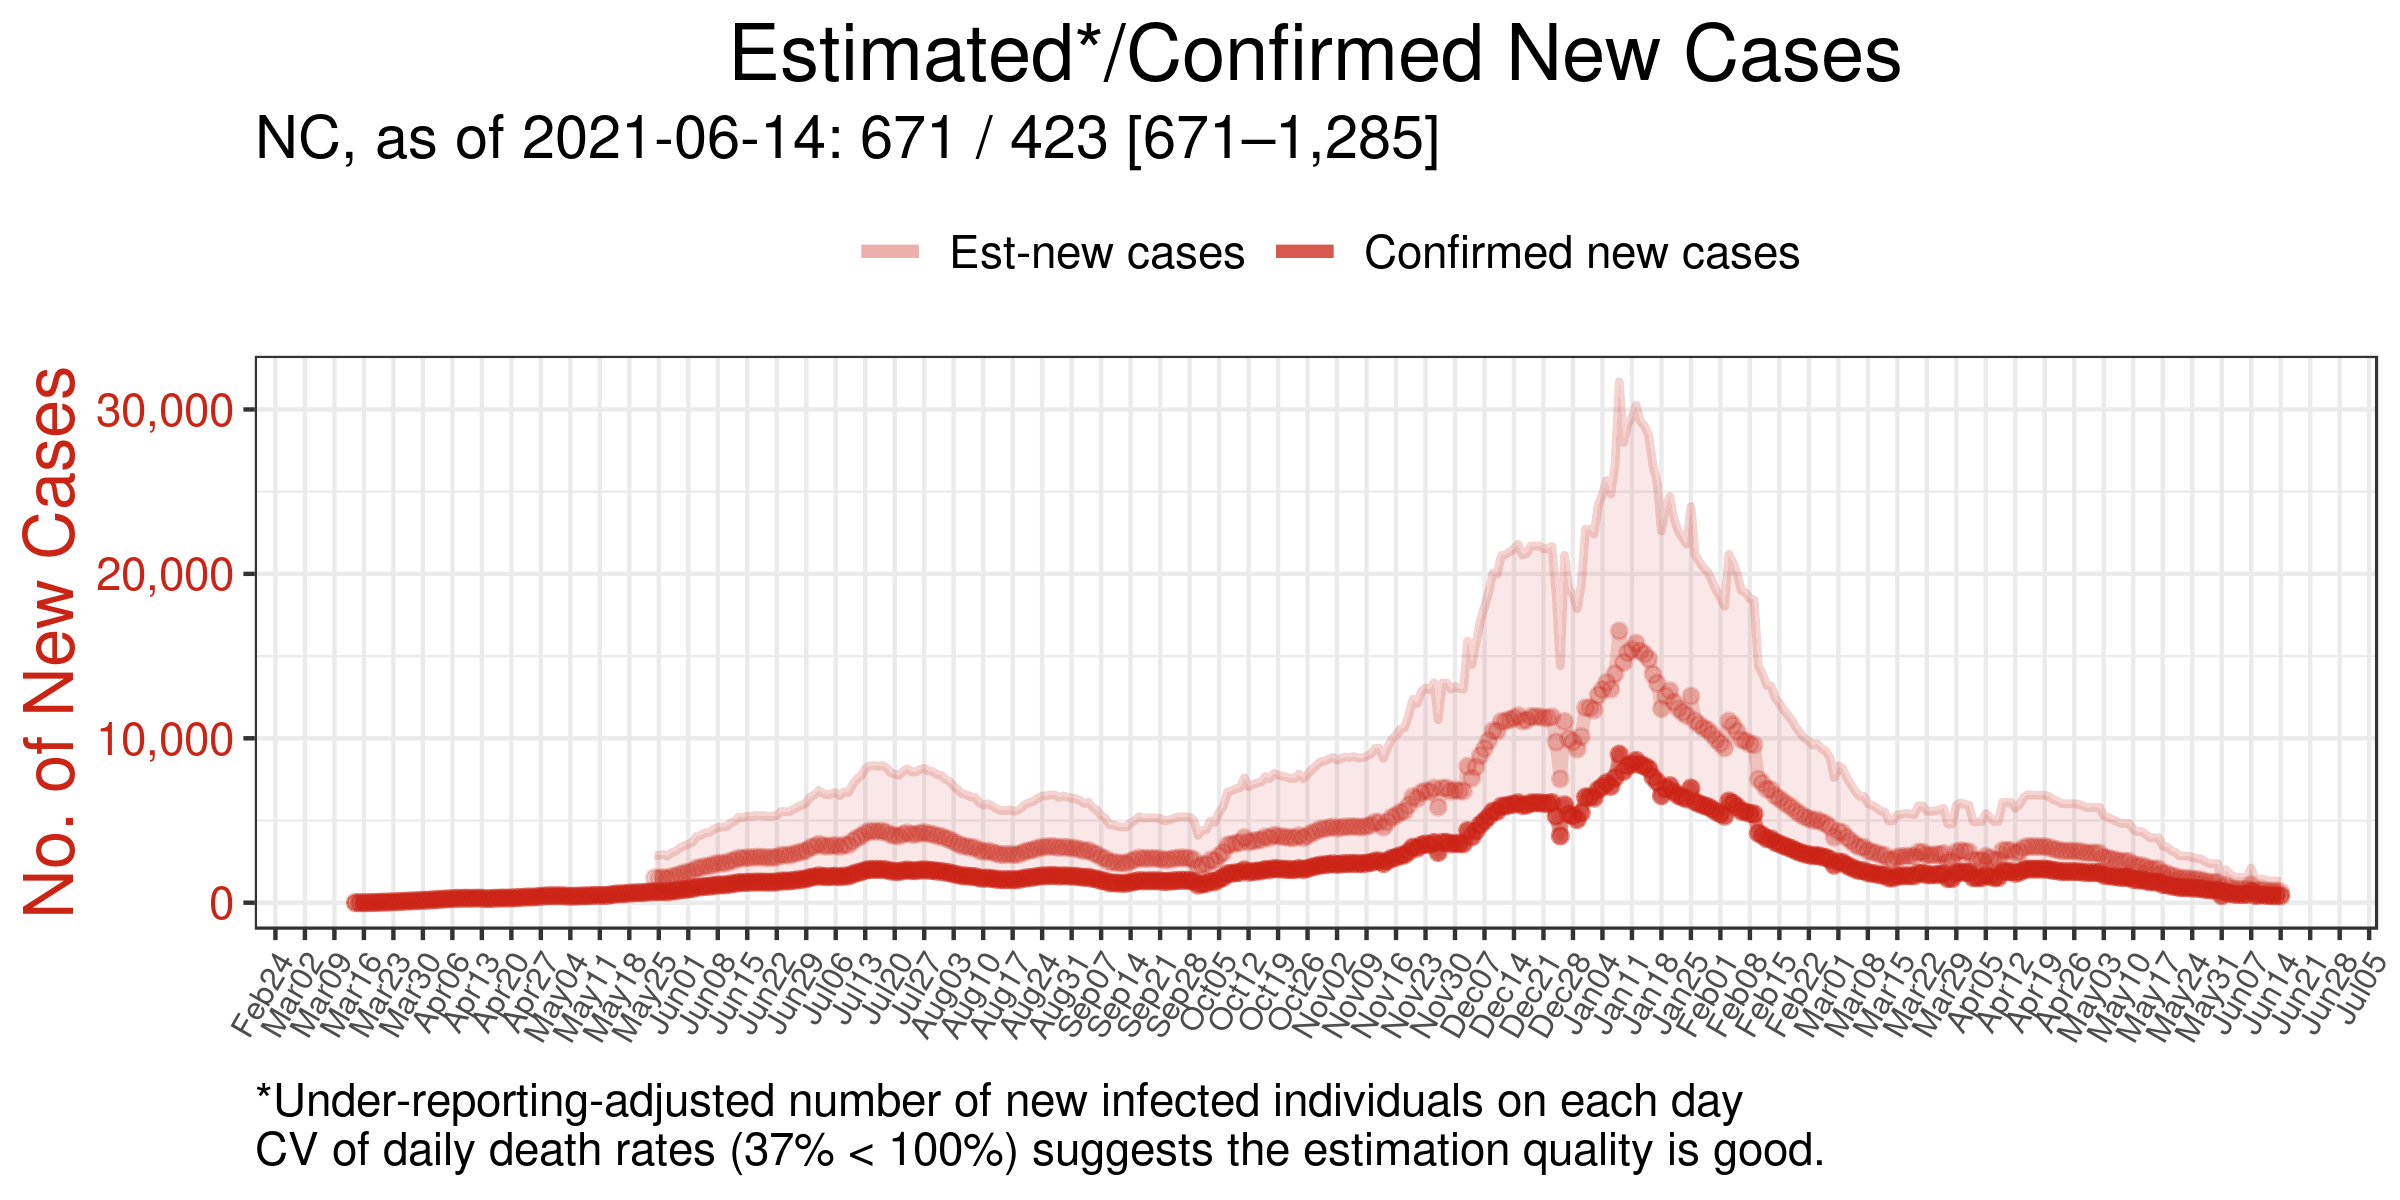 Estimated*/Confirmed New Cases
NC, as of 2021-06-14: 671 / 423 [671–1,285]
Est-new cases
Confirmed new cases
No. of New Cases
30,000
20,000
10,000
0
Feb24
Mar02
Mar09
Mar16
Mar23
Mar30
Apr06
Apr13
Apr20
Apr27
May04
May11
May18
May25
Jun01
Jun08
Jun15
Jun22
Jun29
Jul06
Jul13
Jul20
Jul27
Aug03
Aug10
Aug17
Aug24
Aug31
Sep07
Sep14
Sep21
Sep28
Oct05
Oct12
Oct19
Oct26
Nov02
Nov09
Nov16
Nov23
Nov30
Dec07
Dec14
Dec21
Dec28
Jan04
Jan11
Jan18
Jan25
Feb01
Feb08
Feb15
Feb22
Mar01
Mar08
Mar15
Mar22
Mar29
Apr05
Apr12
Apr19
Apr26
May03
May10
May17
May24
May31
Jun07
Jun14
Jun21
Jun28
Jul05
*Under-reporting-adjusted number of new infected individuals on each day
CV of daily death rates (37% < 100%) suggests the estimation quality is good.